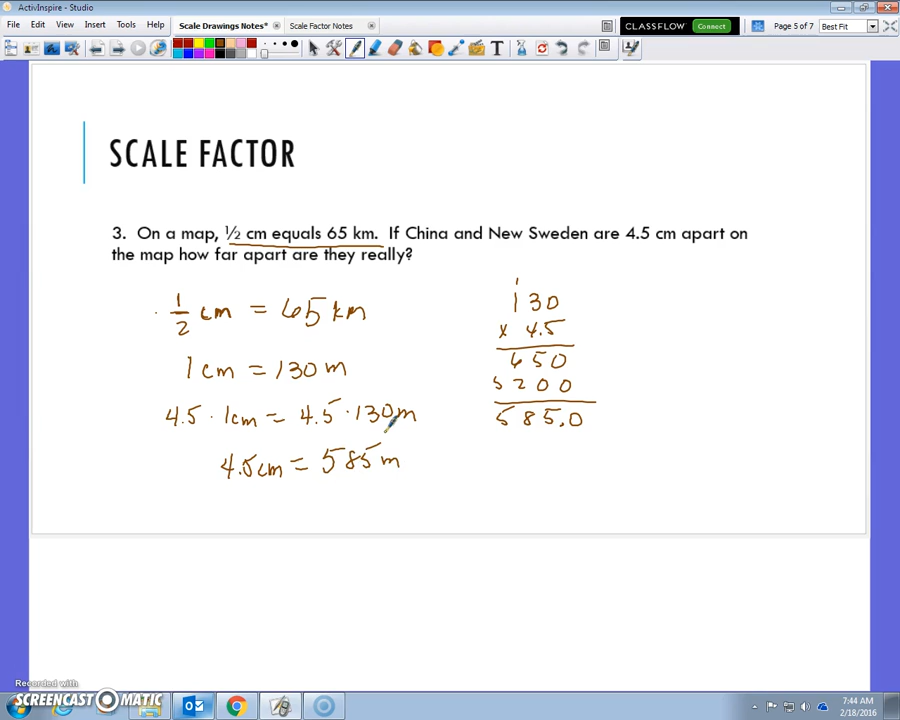 ActivInspire - Studio
File Edit View Insert Tools Help
Scale Drawings Notes*
Scale Factor Notes
CLASSFLOW Connect
Page 5 of 7
Best Fit
SCALE FACTOR
3. On a map, ½ cm equals 65 km. If China and New Sweden are 4.5 cm apart on
the map how far apart are they really?
1/2 cm = 65 km
1 cm = 130 m
4.5 · 1cm = 4.5 · 130 m
4.5cm = 585 m
1
130
x 4.5
650
5200
585.0
Recorded with
SCREENCAST O MATIC
7:44 AM
2/18/2016